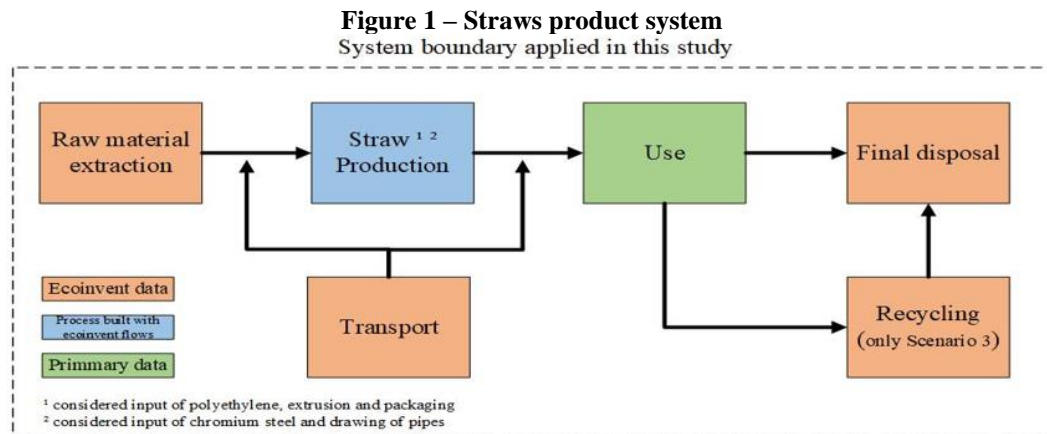 Figure 1 – Straws product system
System boundary applied in this study
Raw material
extraction
Straw ¹ ²
Production
Use
Final disposal
Ecoinvent data
Process built with
ecoinvent flows
Primmary data
Transport
Recycling
(only Scenario 3)
¹ considered input of polyethylene, extrusion and packaging
² considered input of chromium steel and drawing of pipes